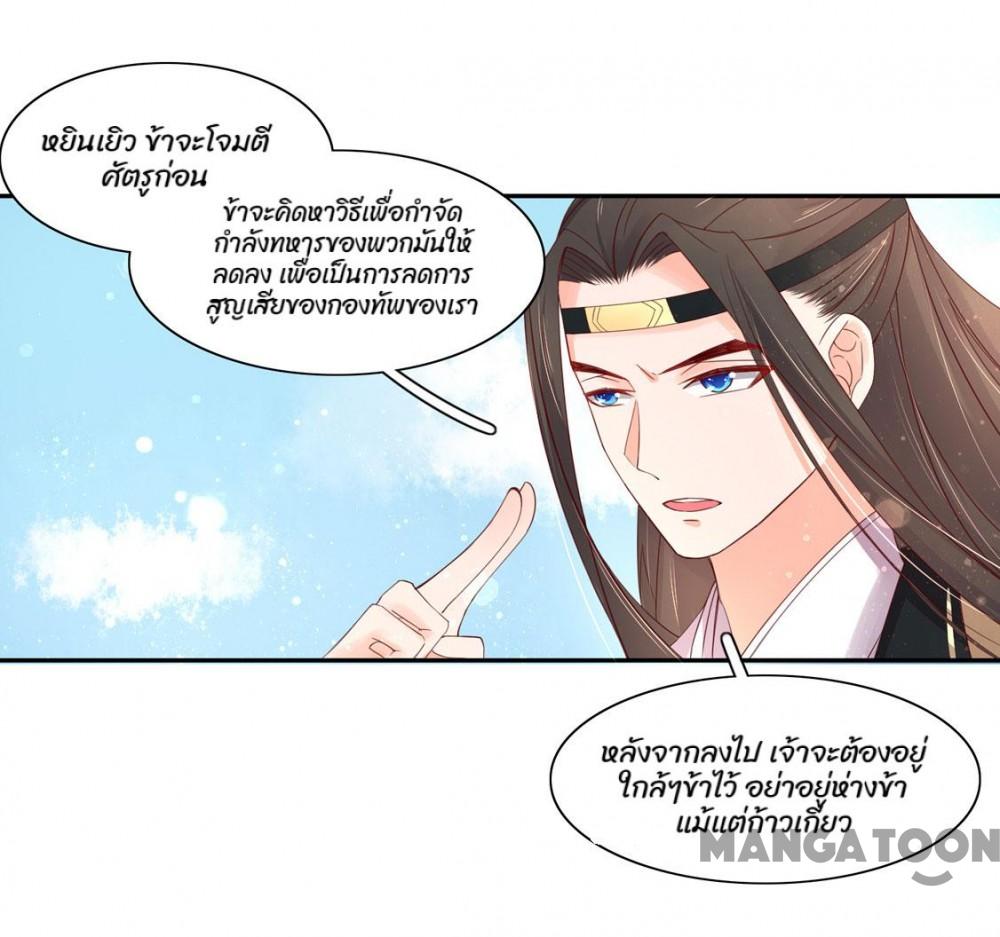 หยินเยิว ข้าจะโจมตี
ศัตรูก่อน
ข้าจะคิดหาวิธีเพื่อกำจัด
กำลังทหารของพวกมันให้
ลดลง เพื่อเป็นการลดการ
สูญเสียของกองทัพของเรา
หลังจากลงไป เจ้าจะต้องอยู่
ใกล้ๆข้าไว้ อย่าอยู่ห่างข้า
แม้แต่ก้าวเกียว
MANGATOON